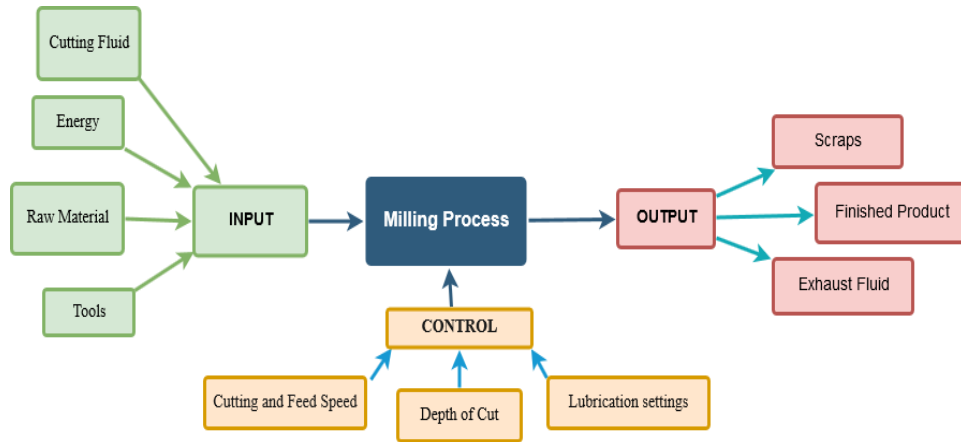 Cutting Fluid
Energy
Raw Material
Tools
INPUT
Milling Process
CONTROL
Cutting and Feed Speed
Depth of Cut
Lubrication settings
OUTPUT
Scraps
Finished Product
Exhaust Fluid